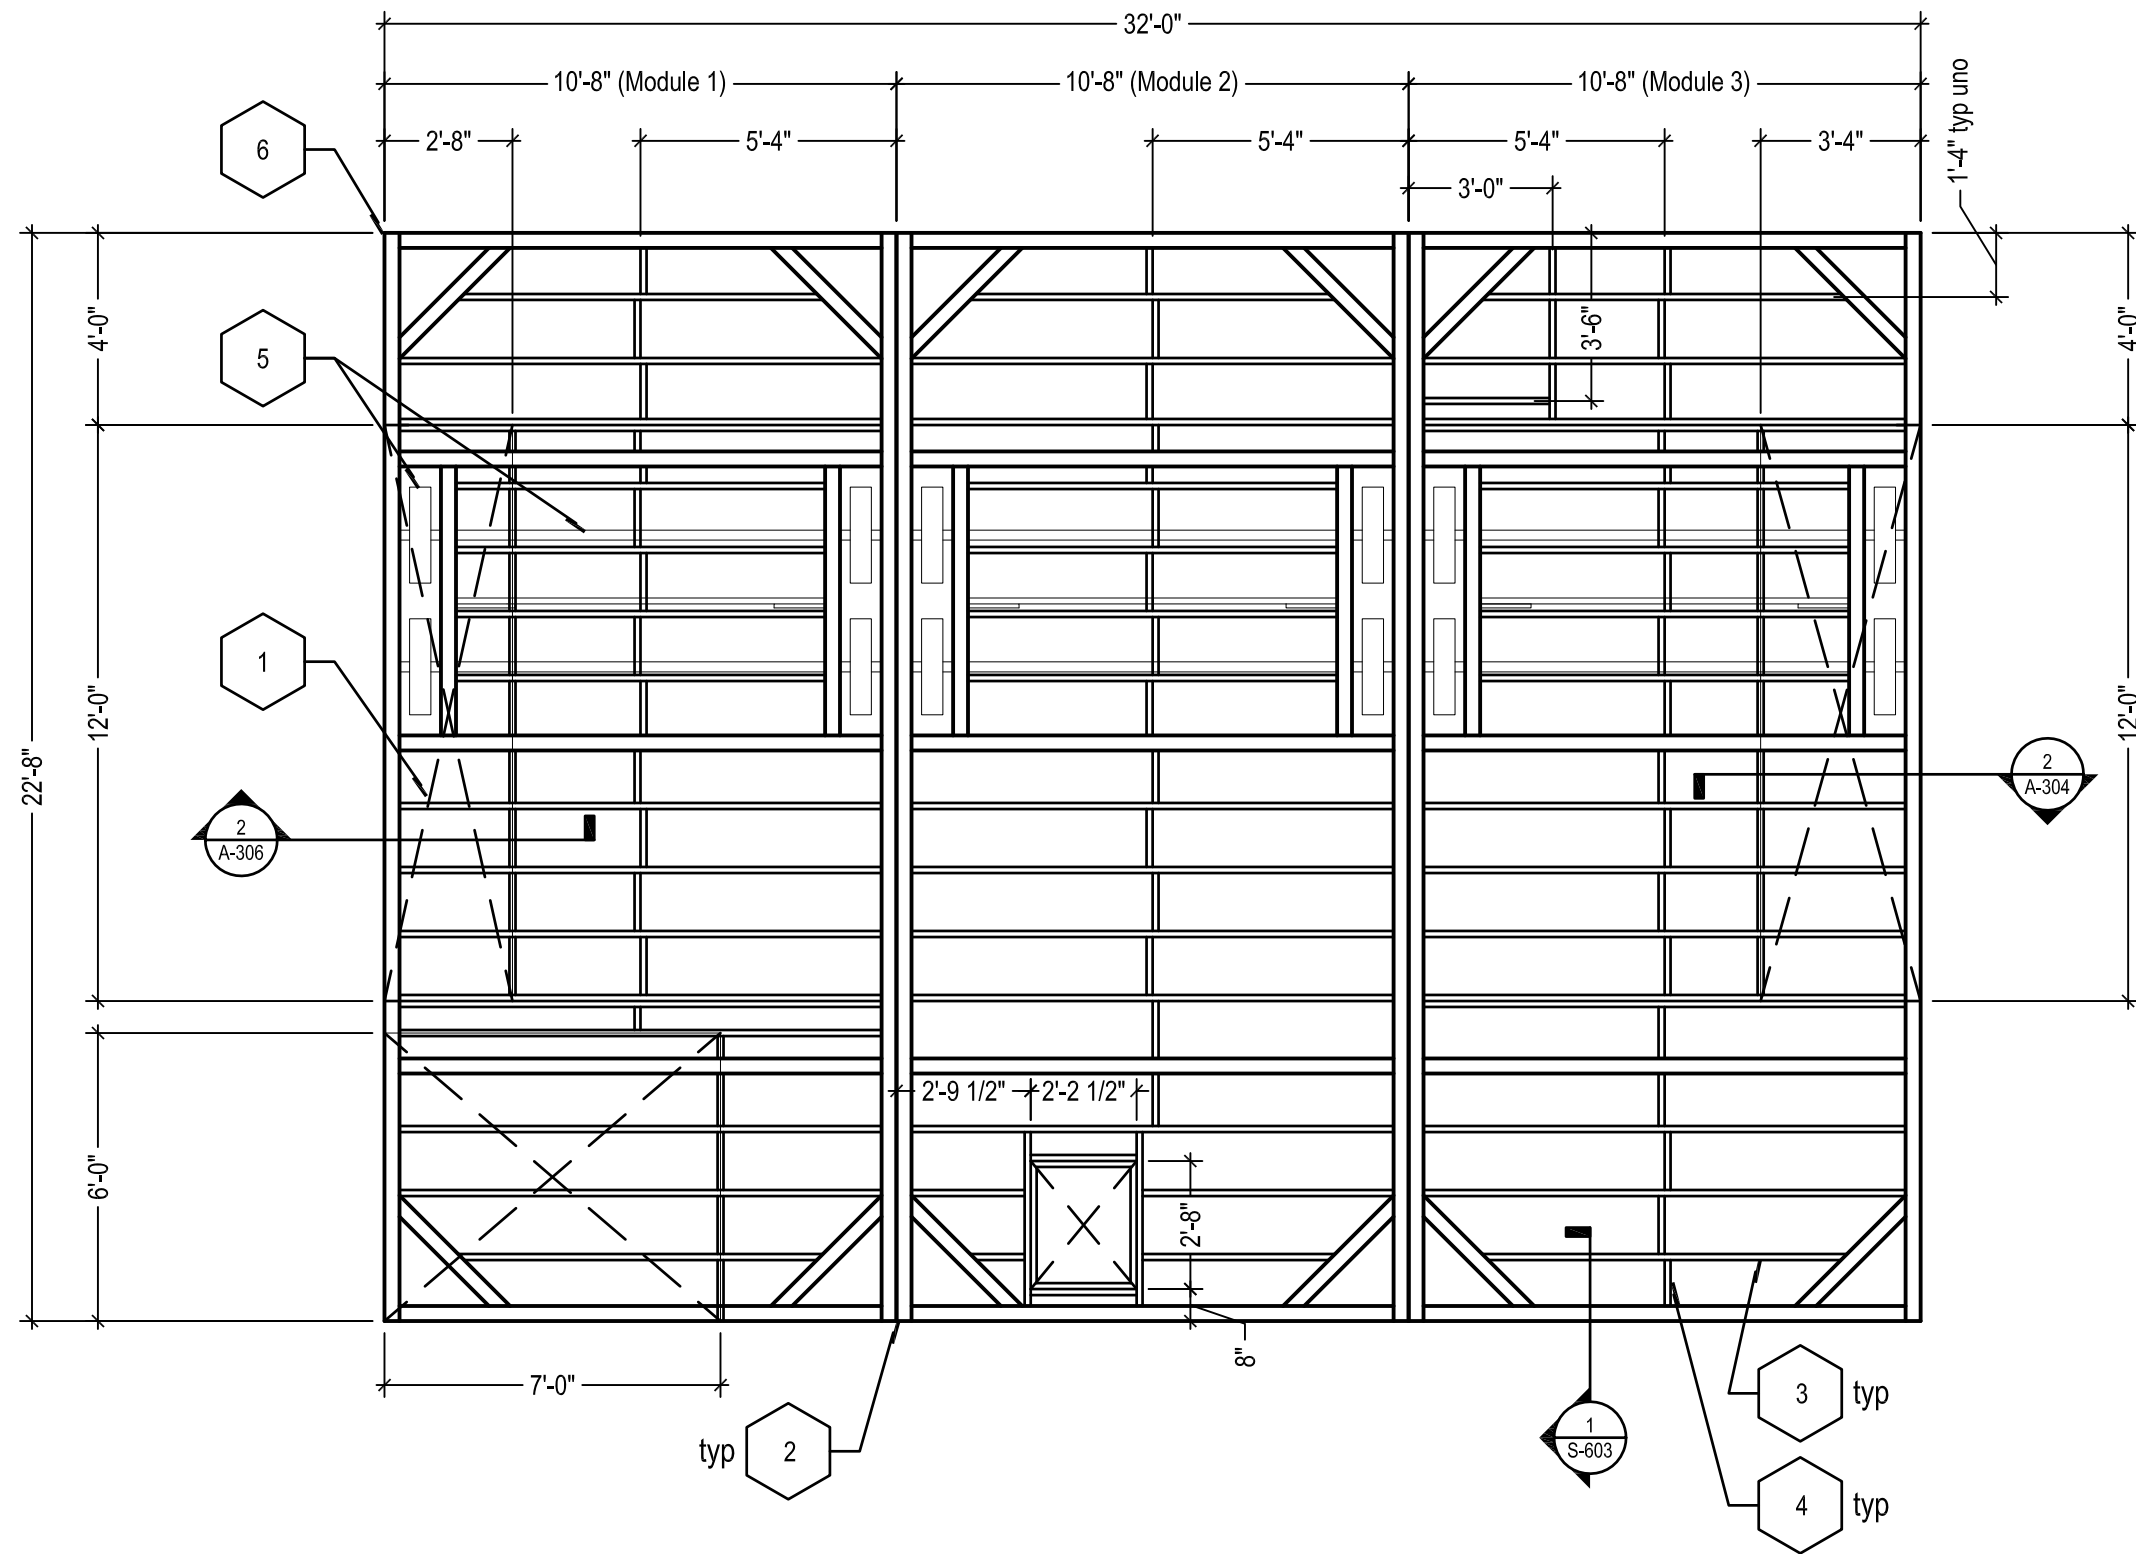 32'-0"
10'-8" (Module 1)
10'-8" (Module 2)
10'-8" (Module 3)
1'-4" typ uno
2'-8"
5'-4"
5'-4"
5'-4"
3'-4"
3'-0"
6
4'-0"
3'-6"
4'-0"
5
1
12'-0"
12'-0"
22'-8"
2
A-306
2
A-304
2'-9 1/2"
2'-2 1/2"
6'-0"
2'-8"
8"
7'-0"
typ
2
1
S-603
3
typ
4
typ